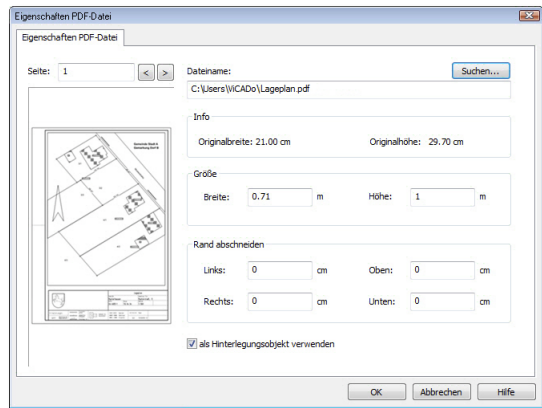 Eigenschaften PDF-Datei
Eigenschaften PDF-Datei
Seite: 1 < >
Dateiname:
Suchen...
C:\Users\ViCADo\Lageplan.pdf
Info
Originalbreite: 21.00 cm Originalhöhe: 29.70 cm
Größe
Breite: 0.71 m Höhe: 1 m
Rand abschneiden
Links: 0 cm Oben: 0 cm
Rechts: 0 cm Unten: 0 cm
als Hinterlegungsobjekt verwenden
OK Abbrechen Hilfe